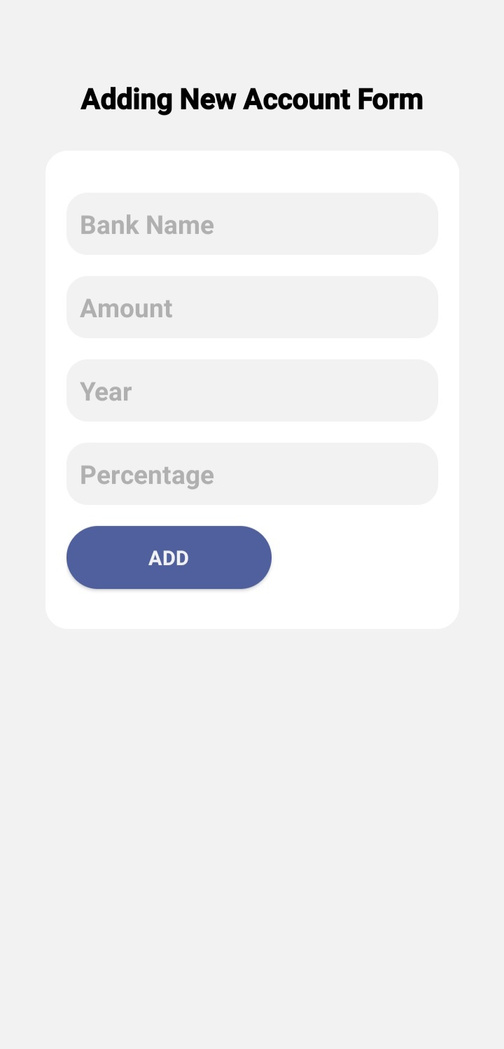 Adding New Account Form
Bank Name
Amount
Year
Percentage
ADD